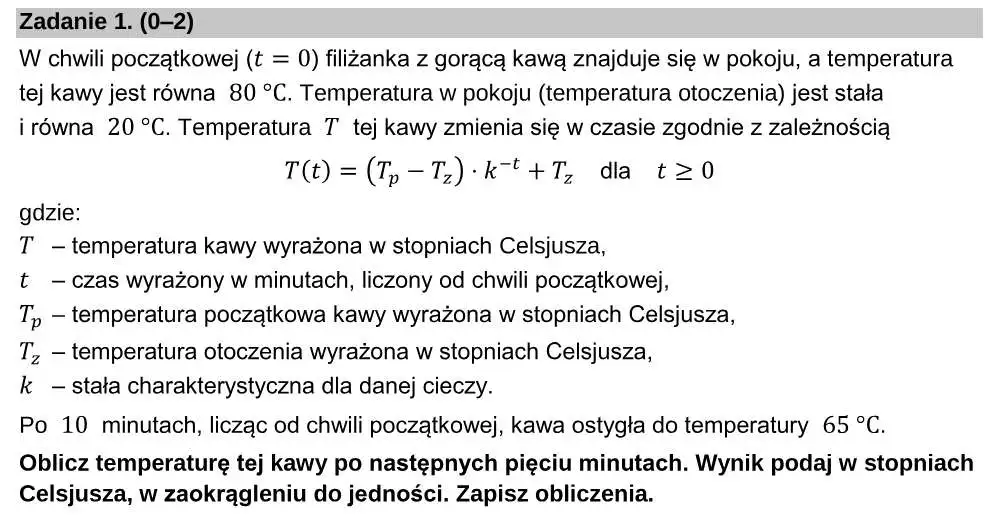 Zadanie 1. (0–2)
W chwili początkowej (t = 0) filiżanka z gorącą kawą znajduje się w pokoju, a temperatura
tej kawy jest równa 80 °C. Temperatura w pokoju (temperatura otoczenia) jest stała
i równa 20 °C. Temperatura T tej kawy zmienia się w czasie zgodnie z zależnością
T(t) = (Tₚ − T_z) · k⁻ᵗ + T_z dla t ≥ 0
gdzie:
T – temperatura kawy wyrażona w stopniach Celsjusza,
t – czas wyrażony w minutach, liczony od chwili początkowej,
Tₚ – temperatura początkowa kawy wyrażona w stopniach Celsjusza,
T_z – temperatura otoczenia wyrażona w stopniach Celsjusza,
k – stała charakterystyczna dla danej cieczy.
Po 10 minutach, licząc od chwili początkowej, kawa ostygła do temperatury 65 °C.
Oblicz temperaturę tej kawy po następnych pięciu minutach. Wynik podaj w stopniach
Celsjusza, w zaokrągleniu do jedności. Zapisz obliczenia.